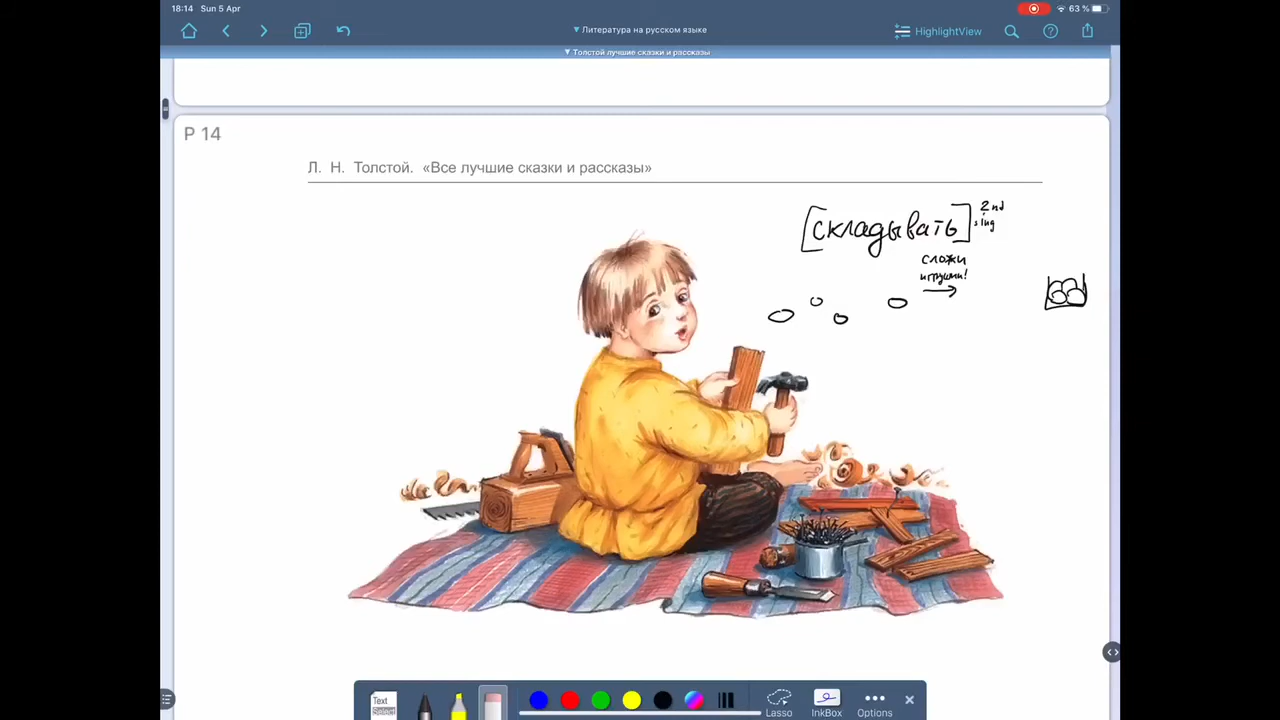 18:14 Sun 5 Apr
63 %
Литература на русском языке
HighlightView
Толстой лучшие сказки и рассказы
P 14
Л. Н. Толстой. «Все лучшие сказки и рассказы»
[складывать] 2nd
sing
сложи
игрушки!
Text
Select
Lasso
InkBox
Options